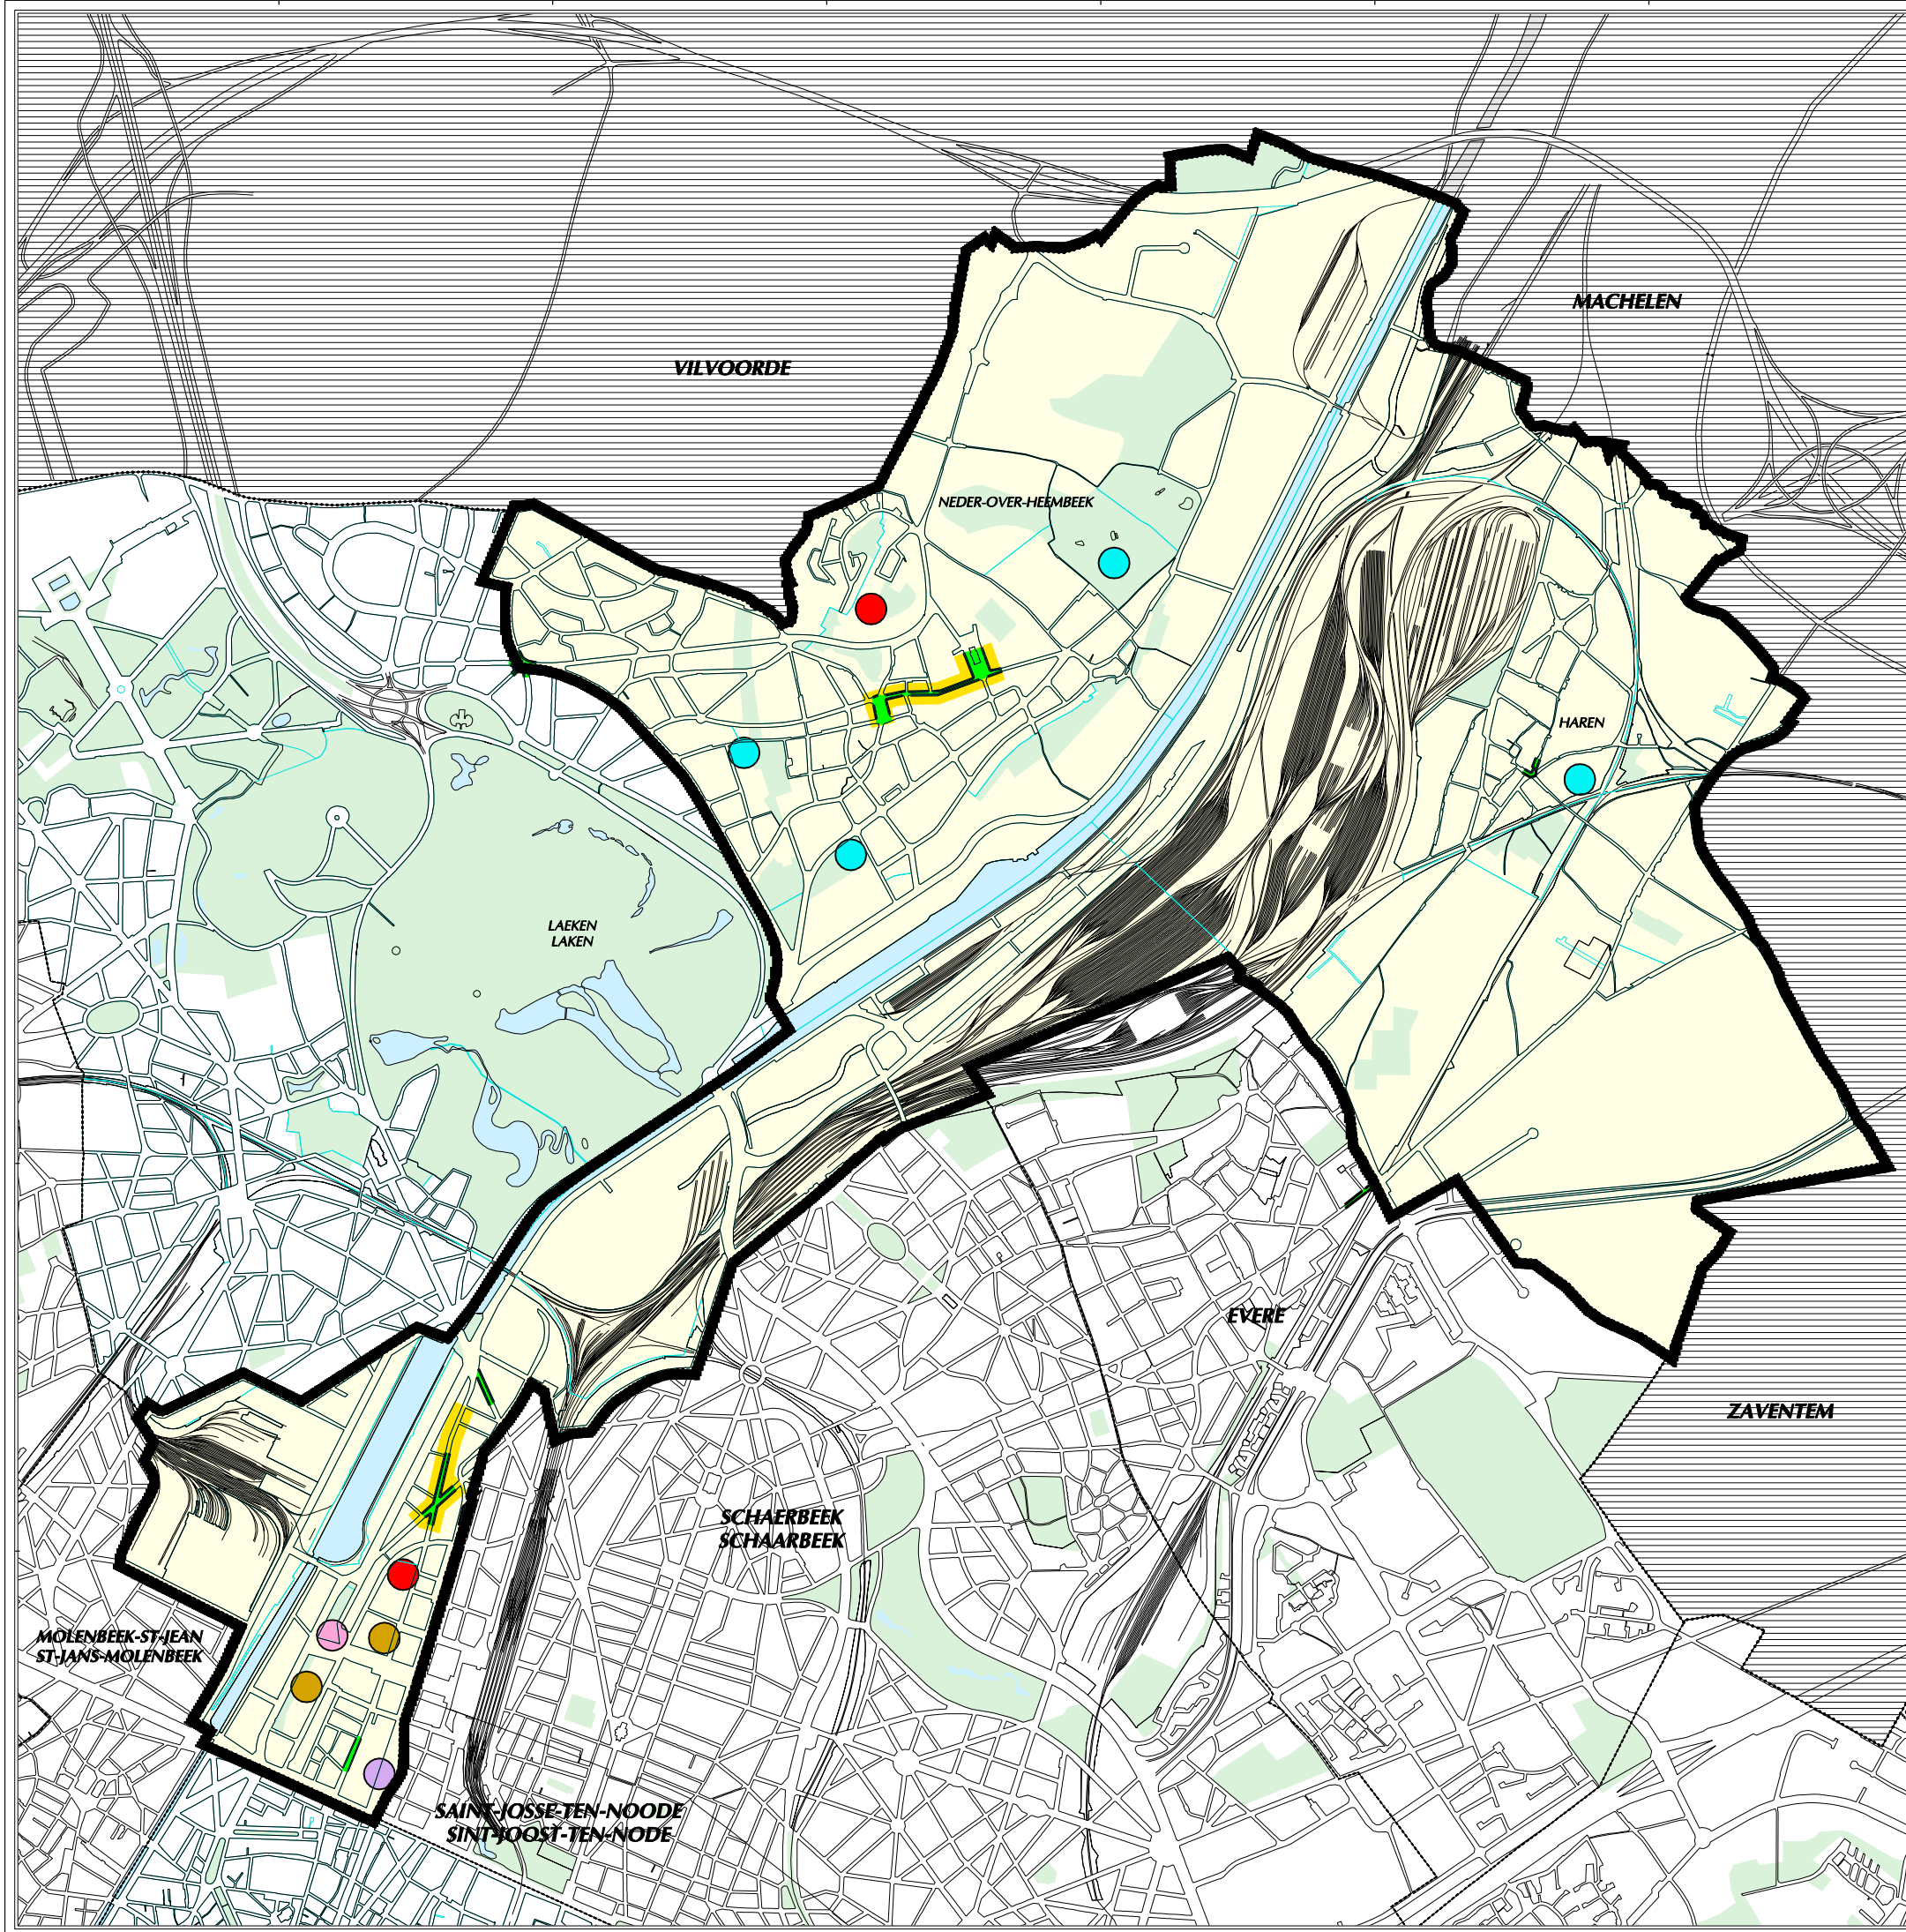 MACHELEN
VILVOORDE
NEDER-OVER-HEEMBEEK
HAREN
LAEKEN
LAKEN
EVERE
ZAVENTEM
SCHAERBEEK
SCHAARBEEK
MOLENBEEK-ST-JEAN
ST-JANS-MOLENBEEK
SAINT-JOSSE-TEN-NOODE
SINT-JOOST-TEN-NODE